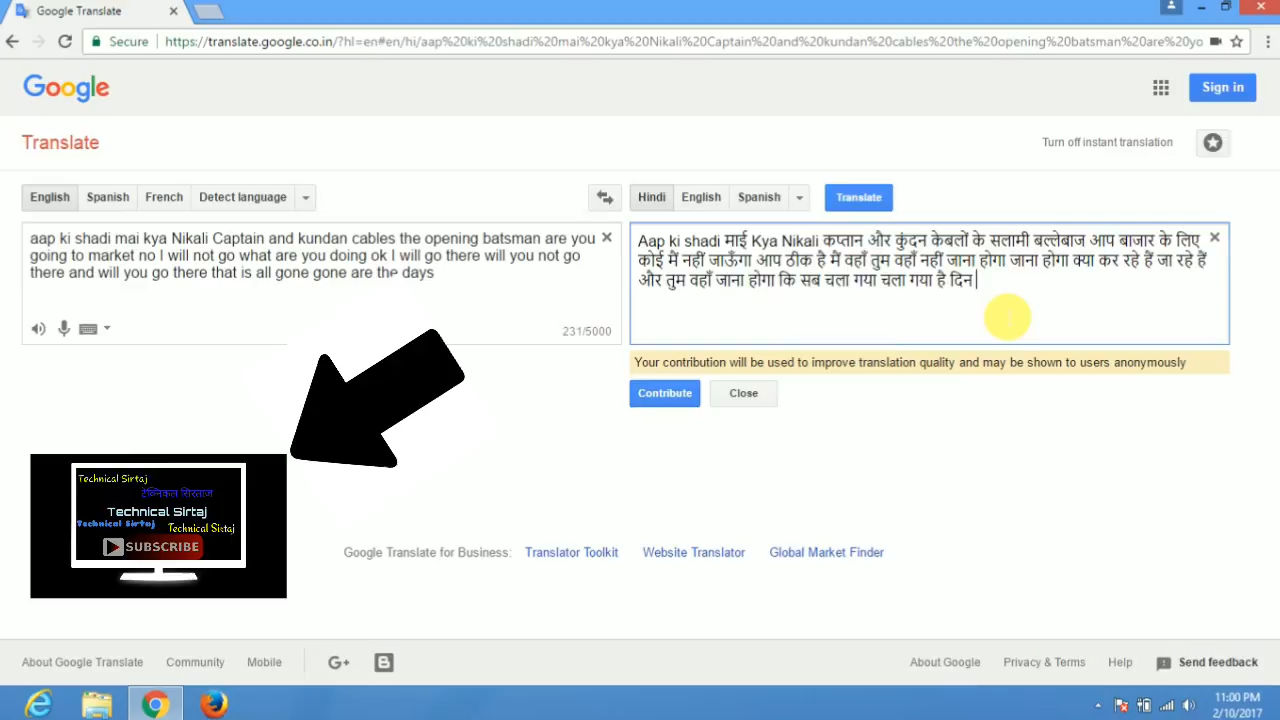 Google Translate
Secure https://translate.google.co.in/?hl=en#en/hi/aap%20ki%20shadi%20mai%20kya%20Nikali%20Captain%20and%20kundan%20cables%20the%20opening%20batsman%20are%20yo
Google
Sign in
Translate
Turn off instant translation
English Spanish French Detect language
Hindi English Spanish Translate
aap ki shadi mai kya Nikali Captain and kundan cables the opening batsman are you
going to market no I will not go what are you doing ok I will go there will you not go
there and will you go there that is all gone gone are the days
231/5000
Aap ki shadi माई Kya Nikali कप्तान और कुंदन केबलों के सलामी बल्लेबाज आप बाजार के लिए
कोई मैं नहीं जाऊँगा आप ठीक है मैं वहाँ तुम वहाँ नहीं जाना होगा जाना होगा क्या कर रहे हैं जा रहे हैं
और तुम वहाँ जाना होगा कि सब चला गया चला गया है दिन
Your contribution will be used to improve translation quality and may be shown to users anonymously
Contribute Close
Technical Sirtaj
टेक्निकल सिरताज
Technical Sirtaj
Technical Sirtaj
Technical Sirtaj
SUBSCRIBE
Google Translate for Business: Translator Toolkit Website Translator Global Market Finder
About Google Translate Community Mobile G+ B About Google Privacy & Terms Help Send feedback
11:00 PM
2/10/2017